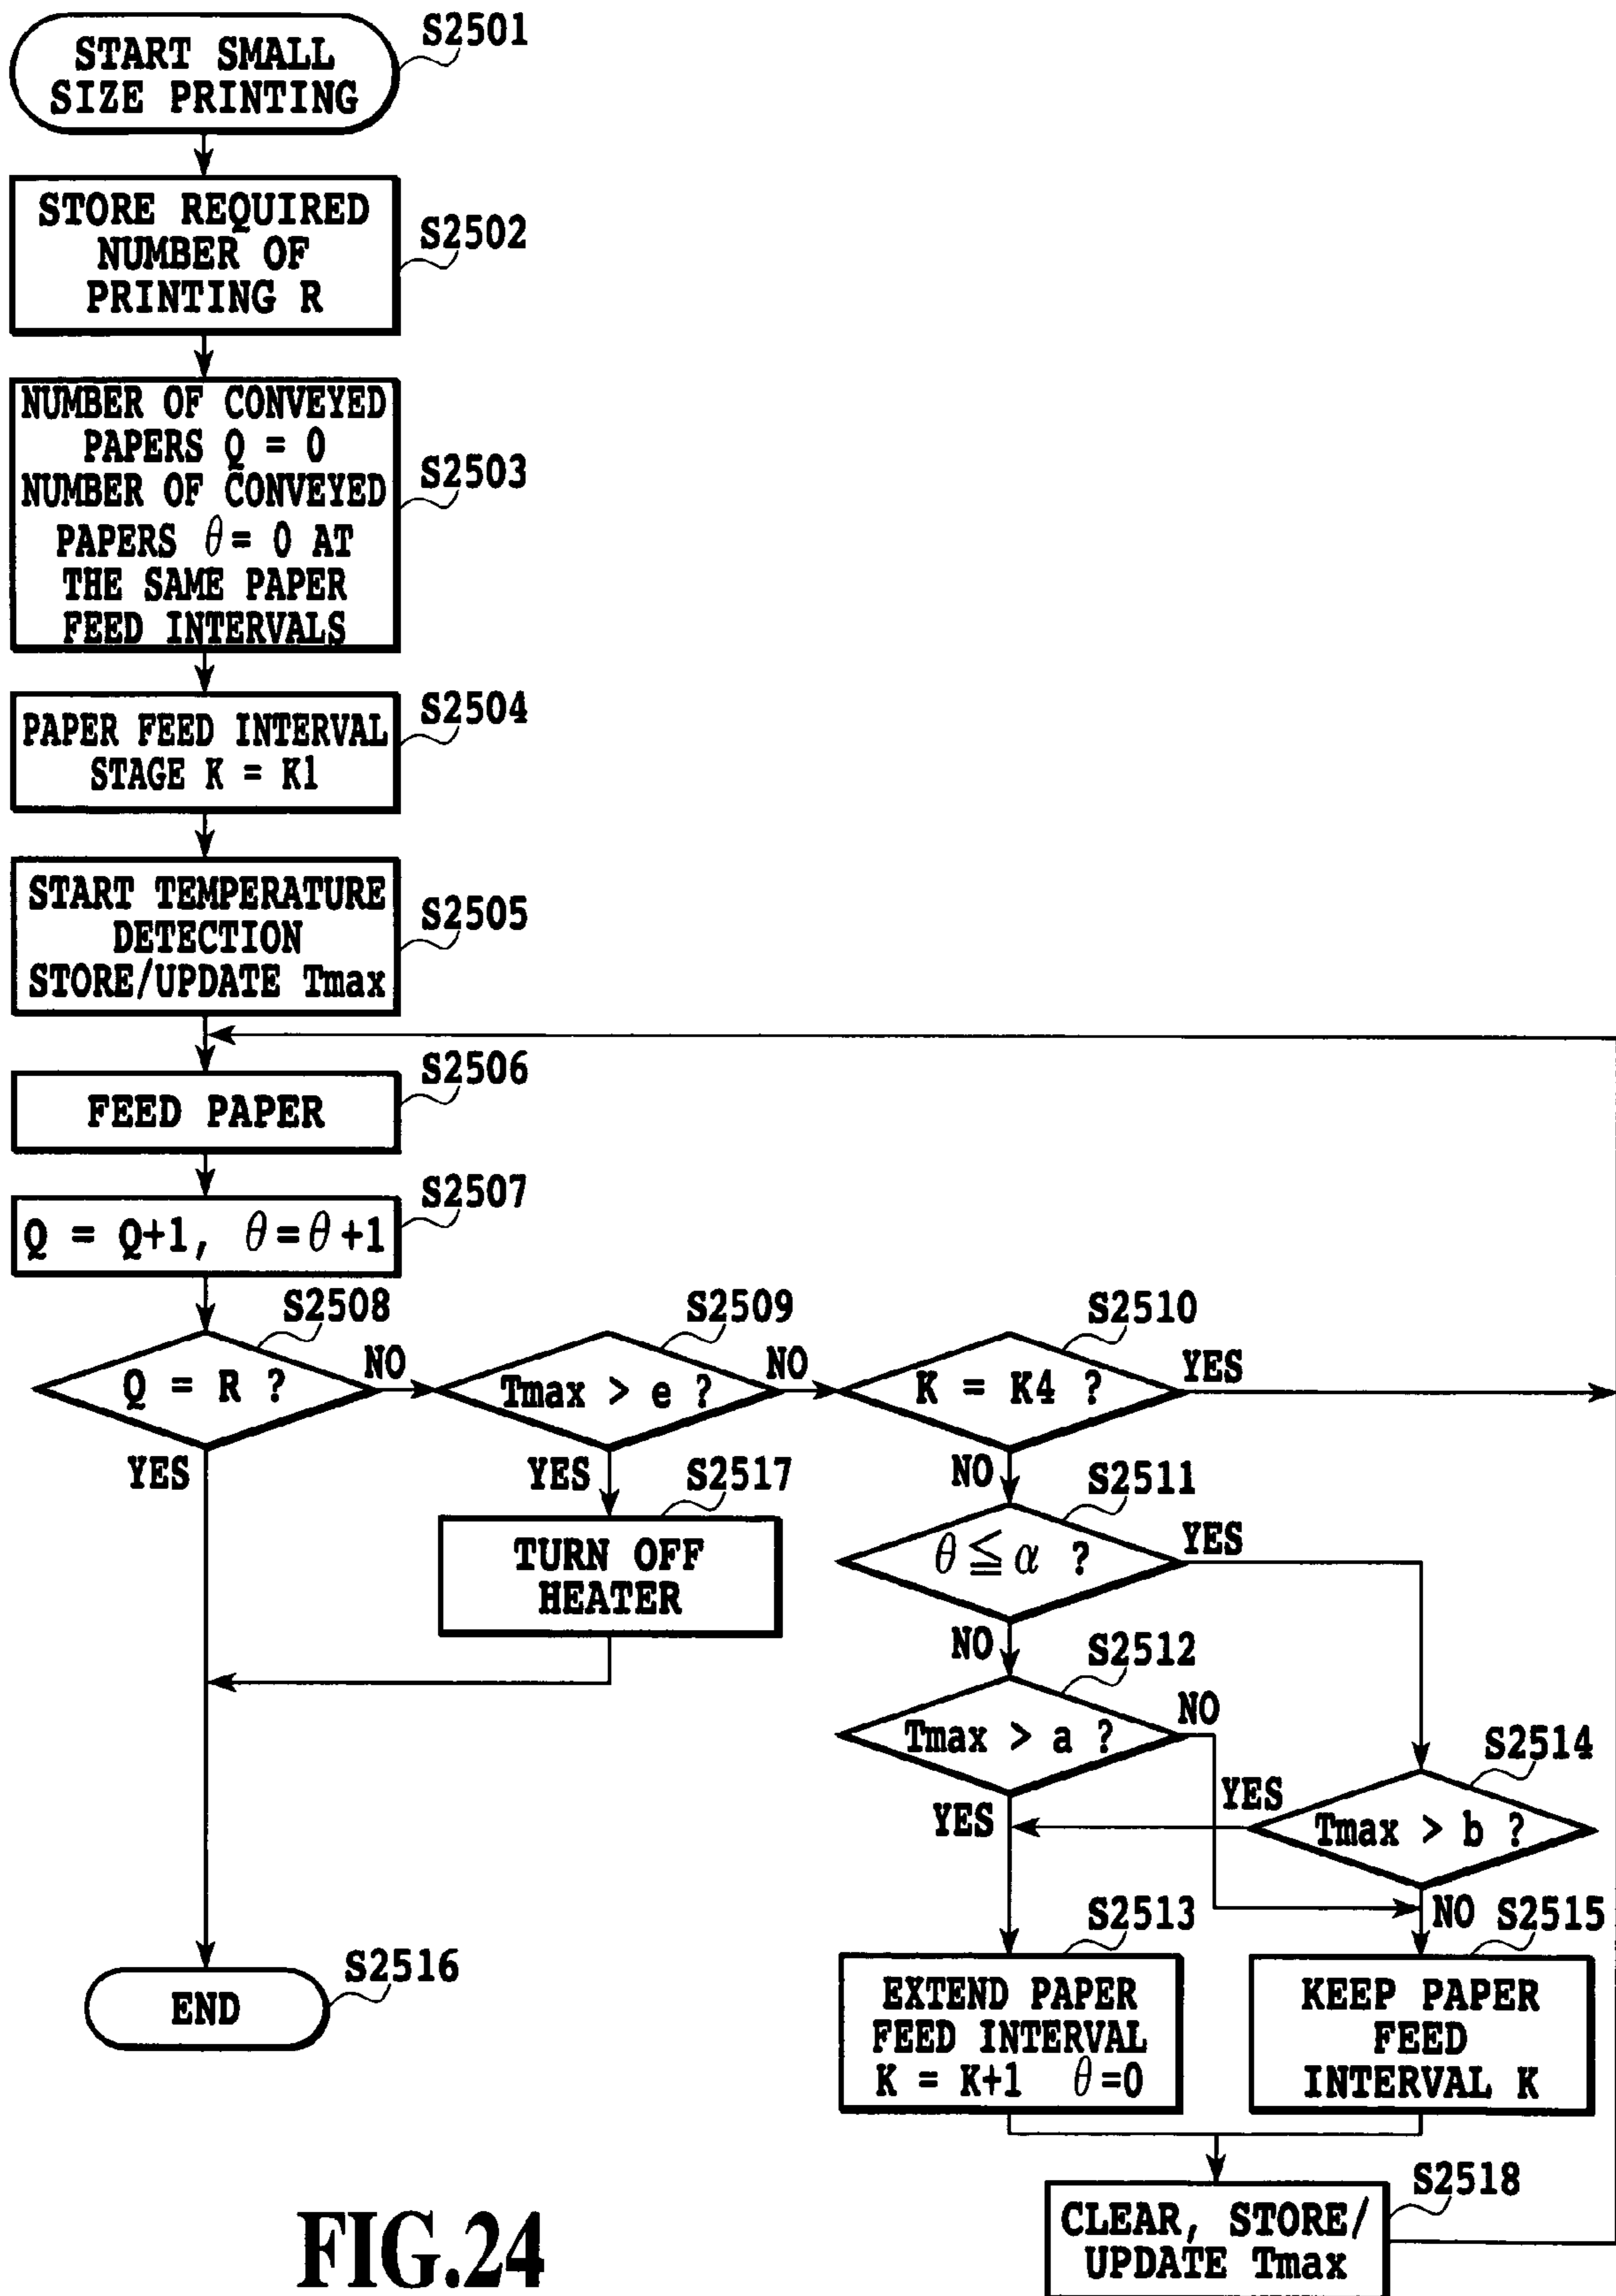 START SMALL
SIZE PRINTING
S2501
STORE REQUIRED
NUMBER OF
PRINTING R
S2502
NUMBER OF CONVEYED
PAPERS Q = 0
NUMBER OF CONVEYED
PAPERS θ = 0 AT
THE SAME PAPER
FEED INTERVALS
S2503
PAPER FEED INTERVAL
STAGE K = K1
S2504
START TEMPERATURE
DETECTION
STORE/UPDATE Tmax
S2505
FEED PAPER
S2506
Q = Q+1, θ = θ +1
S2507
Q = R ?
S2508
NO
YES
Tmax > e ?
S2509
NO
YES
K = K4 ?
S2510
YES
NO
TURN OFF
HEATER
S2517
θ ≦ α ?
S2511
YES
NO
Tmax > a ?
S2512
NO
YES
Tmax > b ?
S2514
YES
NO
EXTEND PAPER
FEED INTERVAL
K = K+1 θ=0
S2513
KEEP PAPER
FEED
INTERVAL K
S2515
END
S2516
CLEAR, STORE/
UPDATE Tmax
S2518
FIG.24